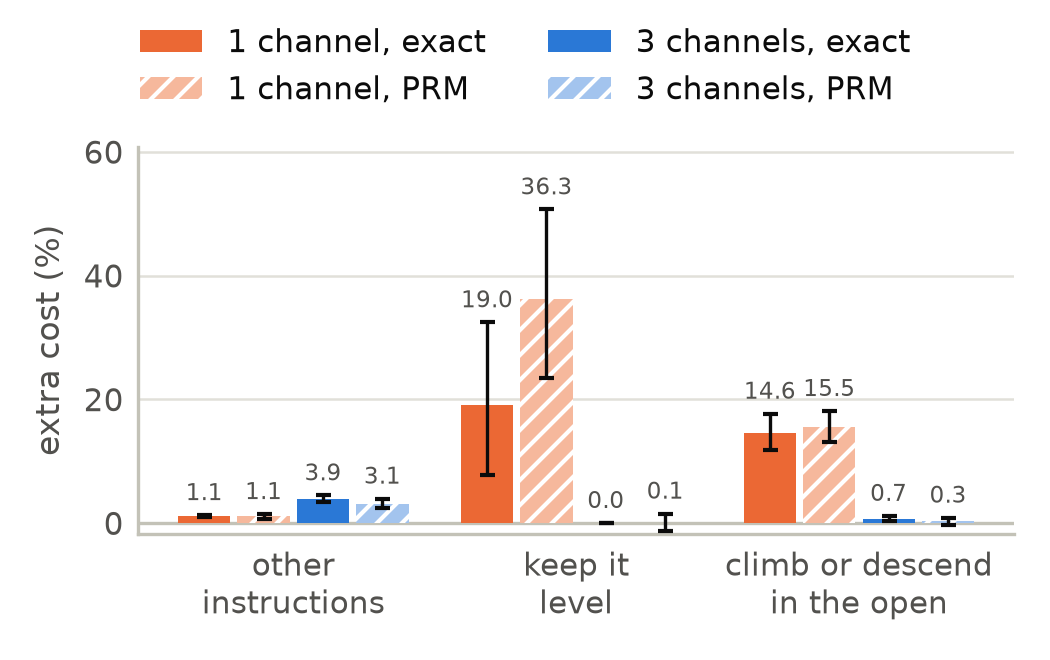 1 channel, exact
3 channels, exact
1 channel, PRM
3 channels, PRM
extra cost (%)
60
40
20
0
1.1
1.1
3.9
3.1
19.0
36.3
0.0
0.1
14.6
15.5
0.7
0.3
other
instructions
keep it
level
climb or descend
in the open